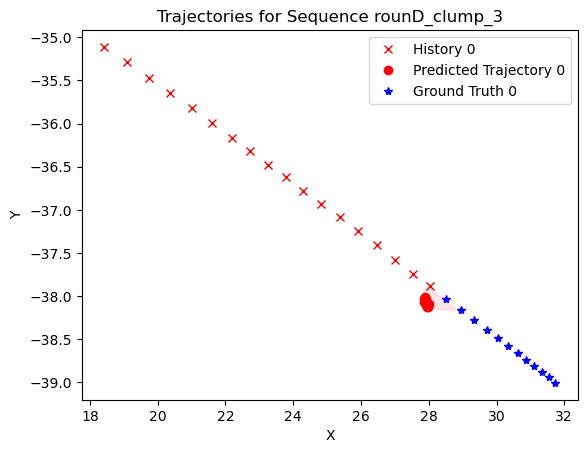 Trajectories for Sequence rounD_clump_3
History 0
Predicted Trajectory 0
Ground Truth 0
Y
−35.0
−35.5
−36.0
−36.5
−37.0
−37.5
−38.0
−38.5
−39.0
18 20 22 24 26 28 30 32
X